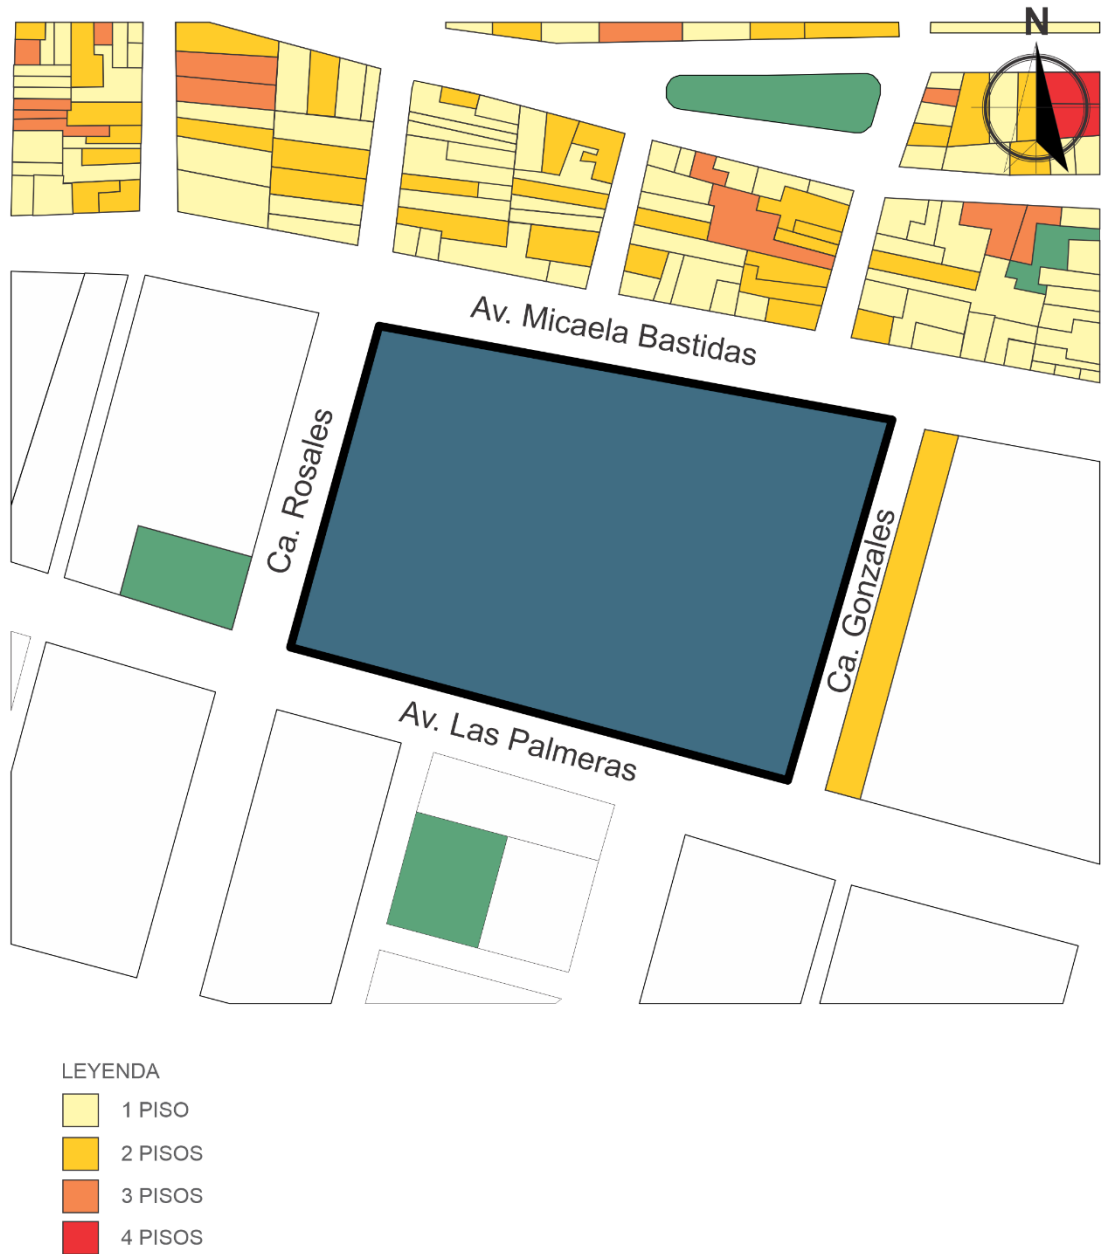 N
Av. Micaela Bastidas
Ca. Rosales
Ca. Gonzales
Av. Las Palmeras
LEYENDA
1 PISO
2 PISOS
3 PISOS
4 PISOS